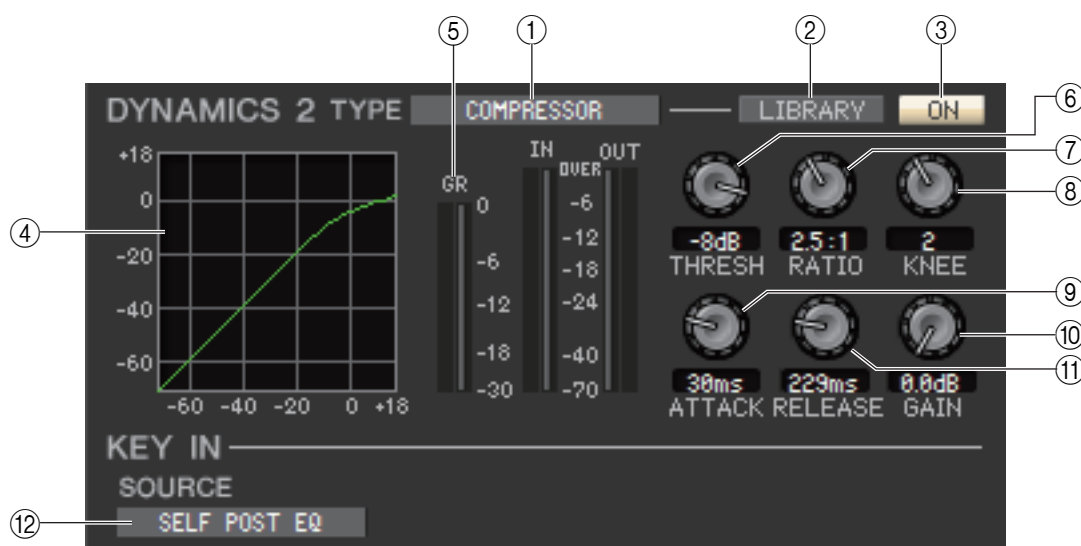 ⑤ ① ② ③
DYNAMICS 2 TYPE COMPRESSOR LIBRARY ON
⑥
⑦
⑧
④
+18
0
-20
-40
-60
-60 -40 -20 0 +18
GR
0
-6
-12
-18
-30
IN OUT
OVER
-6
-12
-18
-24
-40
-70
-8dB 2.5:1 2
THRESH RATIO KNEE
⑨
⑩
⑪
30ms 229ms 0.0dB
ATTACK RELEASE GAIN
KEY IN
SOURCE
⑫ SELF POST EQ